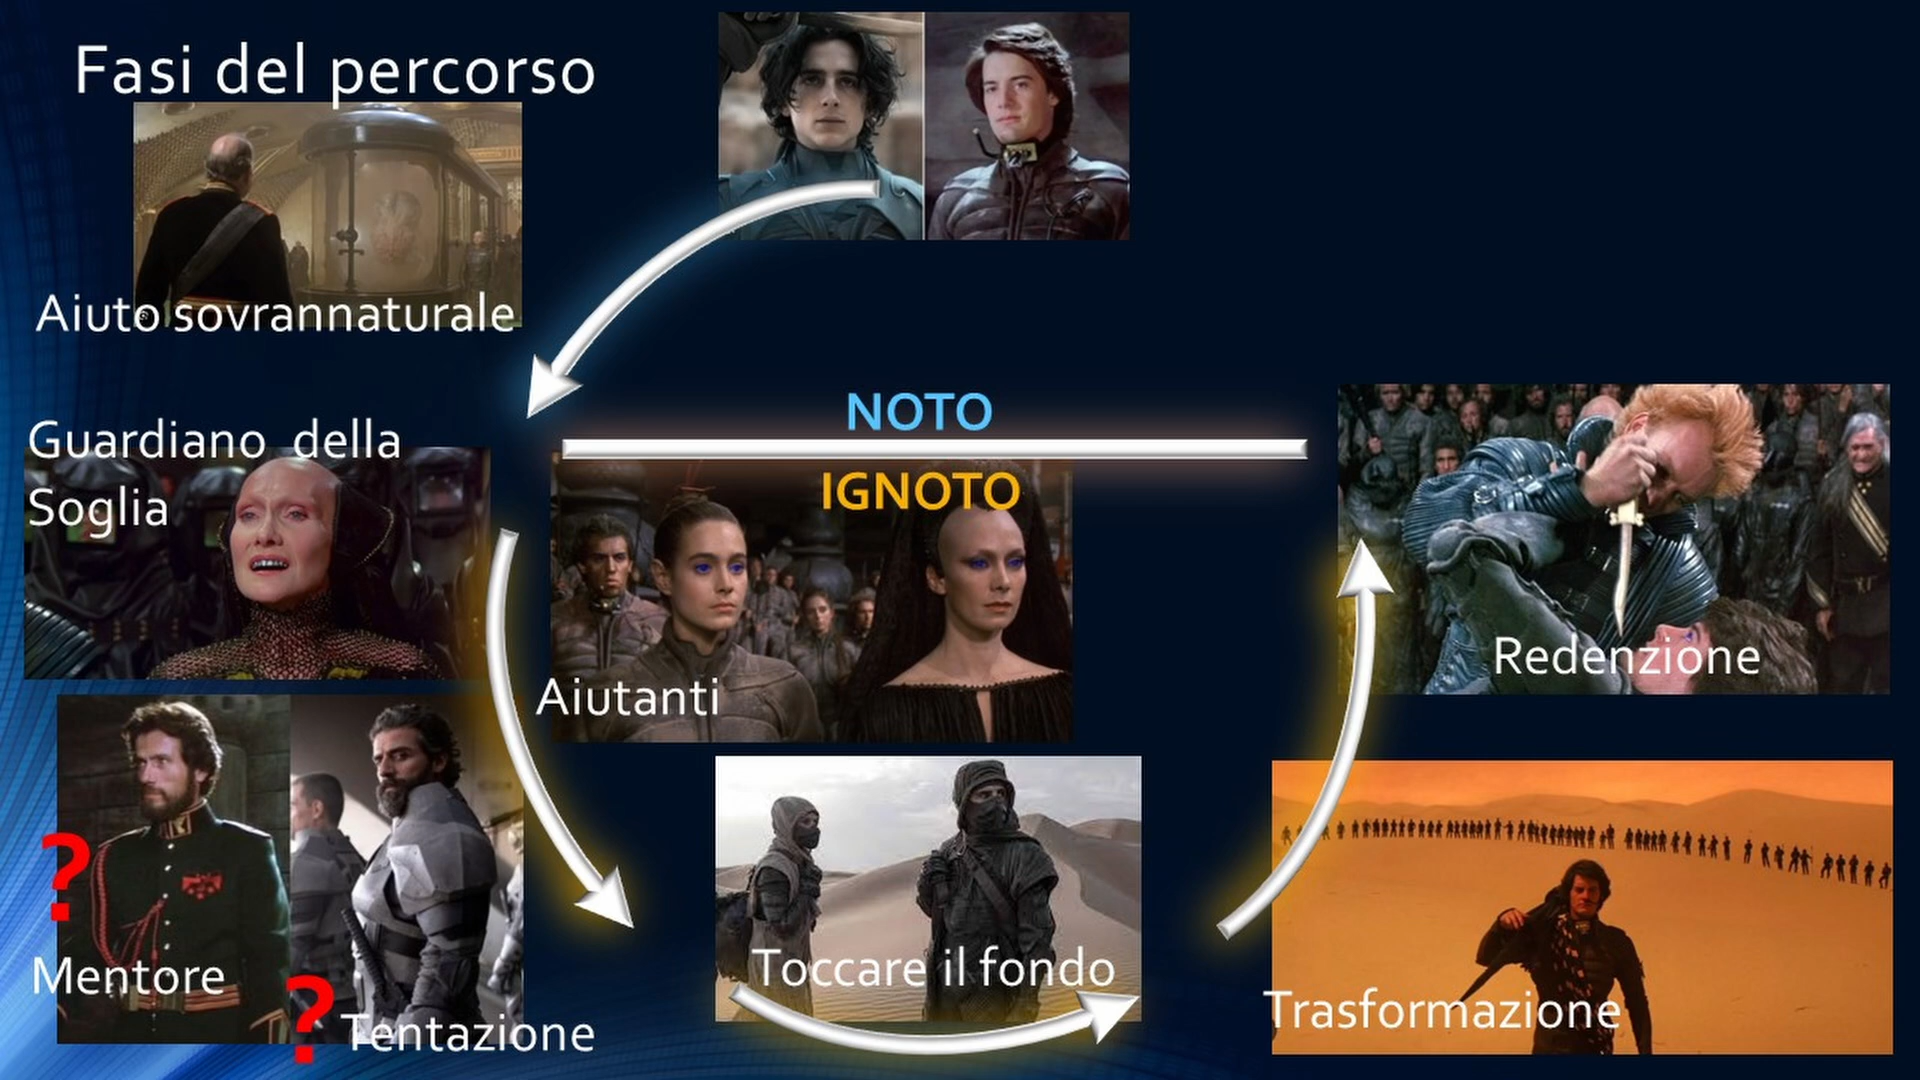 Fasi del percorso
Aiuto sovrannaturale
NOTO
IGNOTO
Guardiano della
Soglia
Aiutanti
Redenzione
?
Mentore
?
Tentazione
Toccare il fondo
Trasformazione